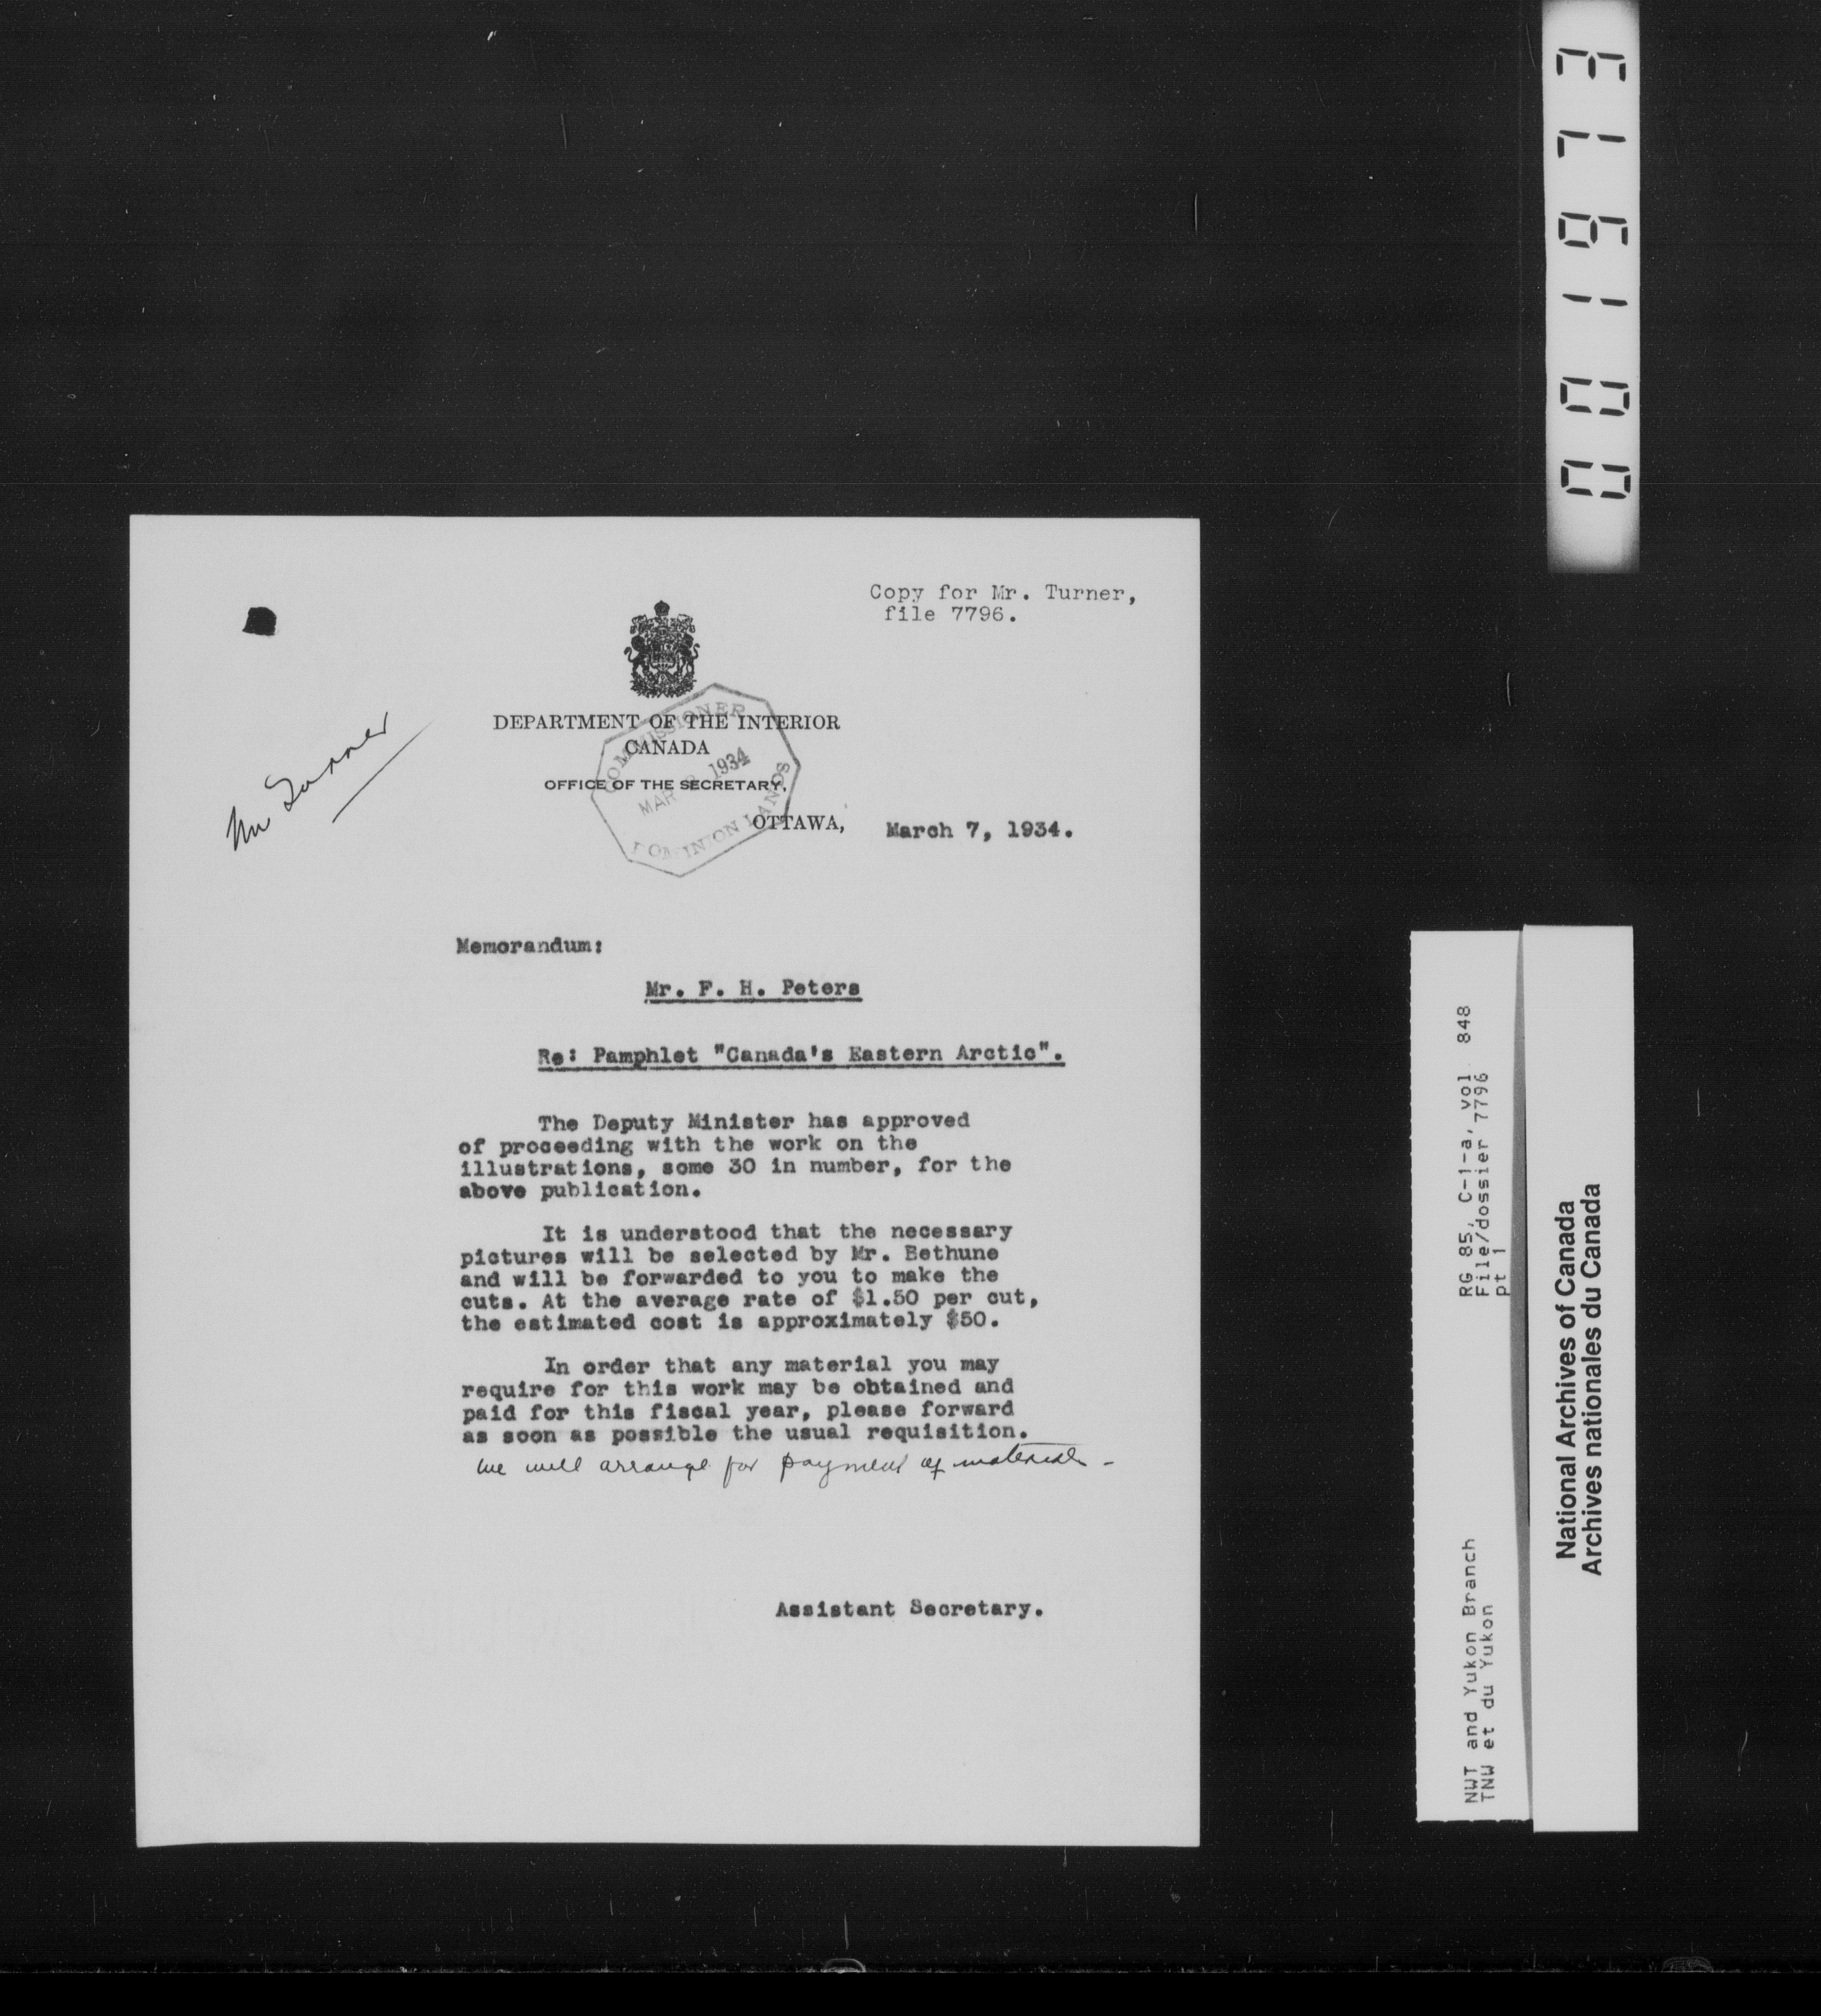 Copy for Mr. Turner,
file 7796.
DEPARTMENT OF THE INTERIOR
CANADA
OFFICE OF THE SECRETARY,
COMMISSIONER
MAR 1934
DOMINION LANDS
OTTAWA, March 7, 1934.
Mr Turner
Memorandum:
Mr. F. H. Peters
Re: Pamphlet "Canada's Eastern Arctic".
The Deputy Minister has approved
of proceeding with the work on the
illustrations, some 30 in number, for the
above publication.
It is understood that the necessary
pictures will be selected by Mr. Bethune
and will be forwarded to you to make the
cuts. At the average rate of $1.50 per cut,
the estimated cost is approximately $50.
In order that any material you may
require for this work may be obtained and
paid for this fiscal year, please forward
as soon as possible the usual requisition.
We will arrange for payment of materials -
Assistant Secretary.
RG 85, C-1-a, vol 848
File/dossier 7796
pt 1
NWT and Yukon Branch
TNW et du Yukon
National Archives of Canada
Archives nationales du Canada